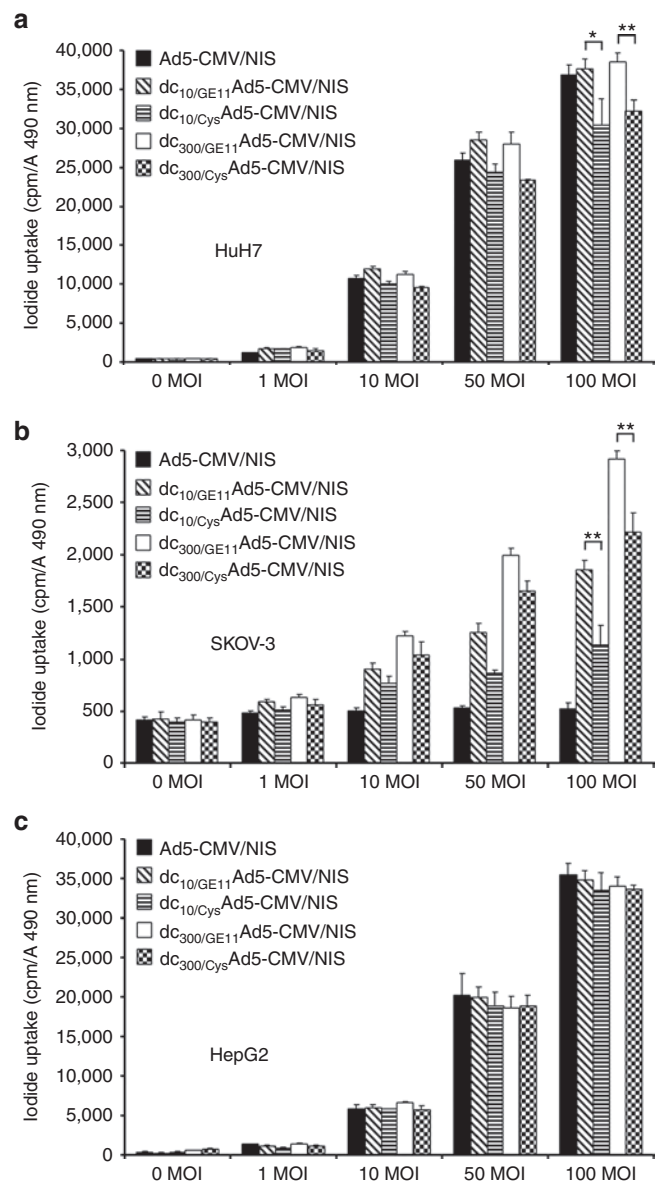 a
40,000
35,000
30,000
25,000
20,000
15,000
10,000
5,000
0
Iodide uptake (cpm/A 490 nm)
Ad5-CMV/NIS
dc10/GE11Ad5-CMV/NIS
dc10/CysAd5-CMV/NIS
dc300/GE11Ad5-CMV/NIS
dc300/CysAd5-CMV/NIS
HuH7
* **
0 MOI 1 MOI 10 MOI 50 MOI 100 MOI
b
3,000
2,500
2,000
1,500
1,000
500
0
Iodide uptake (cpm/A 490 nm)
Ad5-CMV/NIS
dc10/GE11Ad5-CMV/NIS
dc10/CysAd5-CMV/NIS
dc300/GE11Ad5-CMV/NIS
dc300/CysAd5-CMV/NIS
SKOV-3
**
**
0 MOI 1 MOI 10 MOI 50 MOI 100 MOI
c
40,000
35,000
30,000
25,000
20,000
15,000
10,000
5,000
0
Iodide uptake (cpm/A 490 nm)
Ad5-CMV/NIS
dc10/GE11Ad5-CMV/NIS
dc10/CysAd5-CMV/NIS
dc300/GE11Ad5-CMV/NIS
dc300/CysAd5-CMV/NIS
HepG2
0 MOI 1 MOI 10 MOI 50 MOI 100 MOI